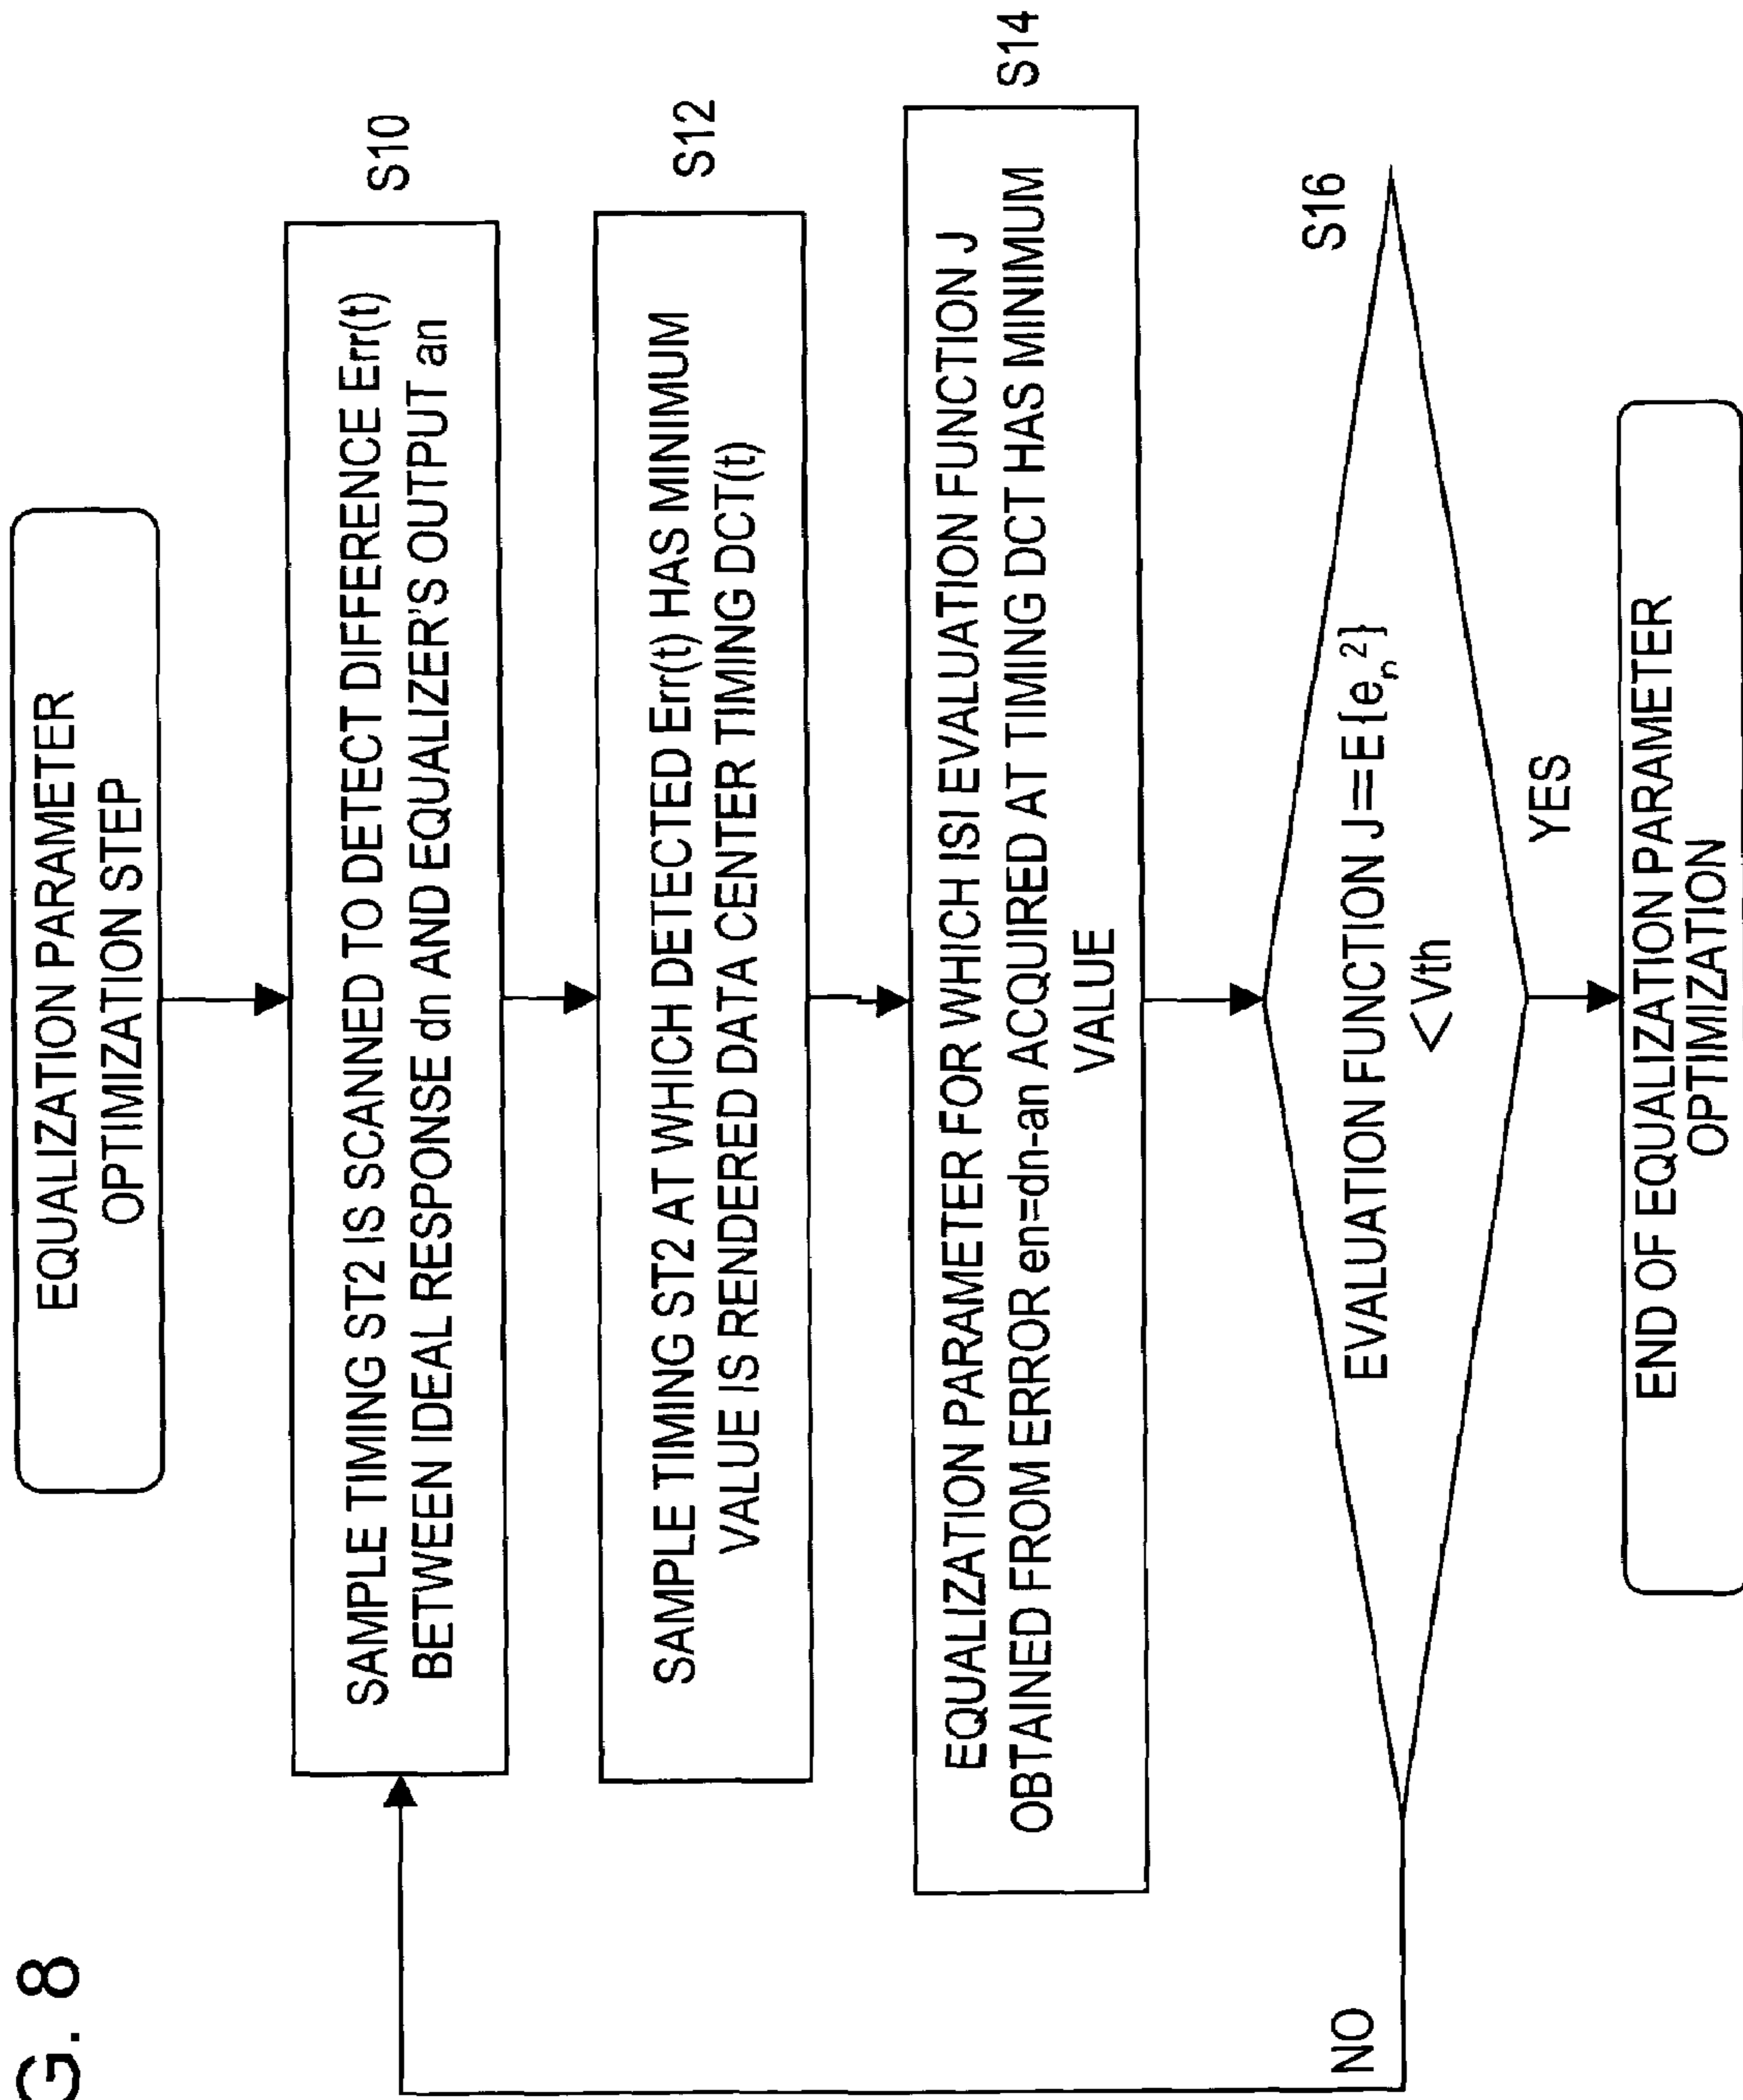 G. 8
EQUALIZATION PARAMETER
OPTIMIZATION STEP
SAMPLE TIMING ST2 IS SCANNED TO DETECT DIFFERENCE Err(t)
BETWEEN IDEAL RESPONSE dn AND EQUALIZER'S OUTPUT an
S10
SAMPLE TIMING ST2 AT WHICH DETECTED Err(t) HAS MINIMUM
VALUE IS RENDERED DATA CENTER TIMING DCT(t)
S12
EQUALIZATION PARAMETER FOR WHICH ISI EVALUATION FUNCTION J
OBTAINED FROM ERROR en=dn-an ACQUIRED AT TIMING DCT HAS MINIMUM
VALUE
S14
EVALUATION FUNCTION J=E{e_n^2}
<Vth
S16
NO
YES
END OF EQUALIZATION PARAMETER
OPTIMIZATION